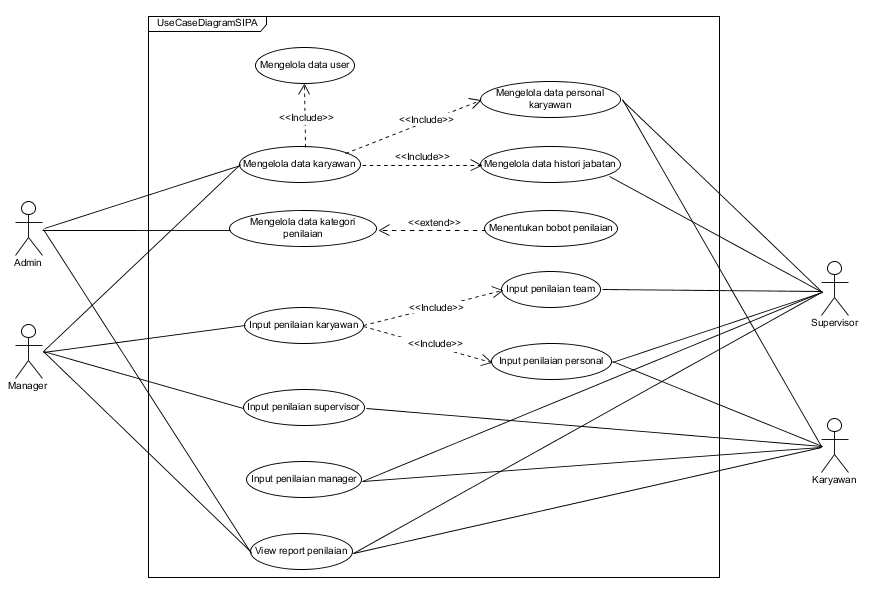 UseCaseDiagramSIPA
Mengelola data user
<<Include>>
Mengelola data personal
karyawan
<<Include>>
Mengelola data karyawan
<<Include>>
Mengelola data histori jabatan
Mengelola data kategori
penilaian
<<extend>>
Menentukan bobot penilaian
Admin
Input penilaian team
<<Include>>
Supervisor
Input penilaian karyawan
<<Include>>
Input penilaian personal
Manager
Input penilaian supervisor
Input penilaian manager
Karyawan
View report penilaian